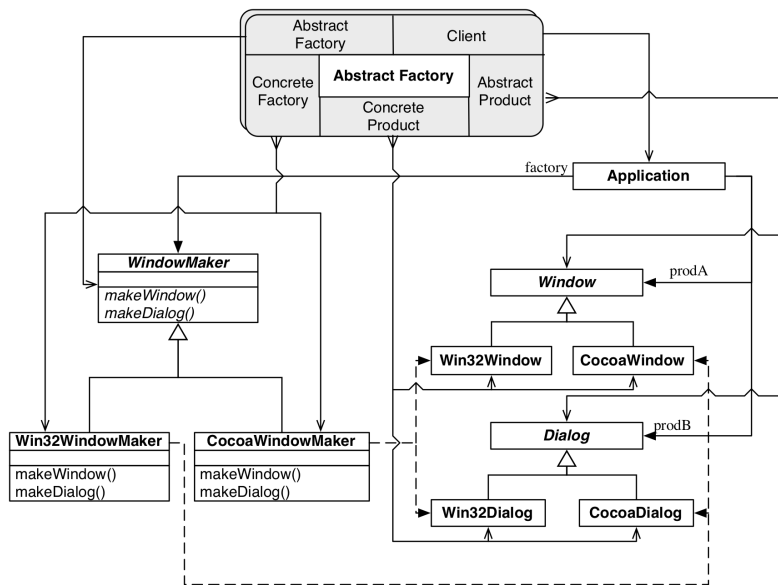 Abstract
Factory
Client
Concrete
Factory
Abstract Factory
Abstract
Product
Concrete
Product
factory
Application
WindowMaker
makeWindow()
makeDialog()
Window
prodA
Win32Window
CocoaWindow
Dialog
prodB
Win32WindowMaker
makeWindow()
makeDialog()
CocoaWindowMaker
makeWindow()
makeDialog()
Win32Dialog
CocoaDialog